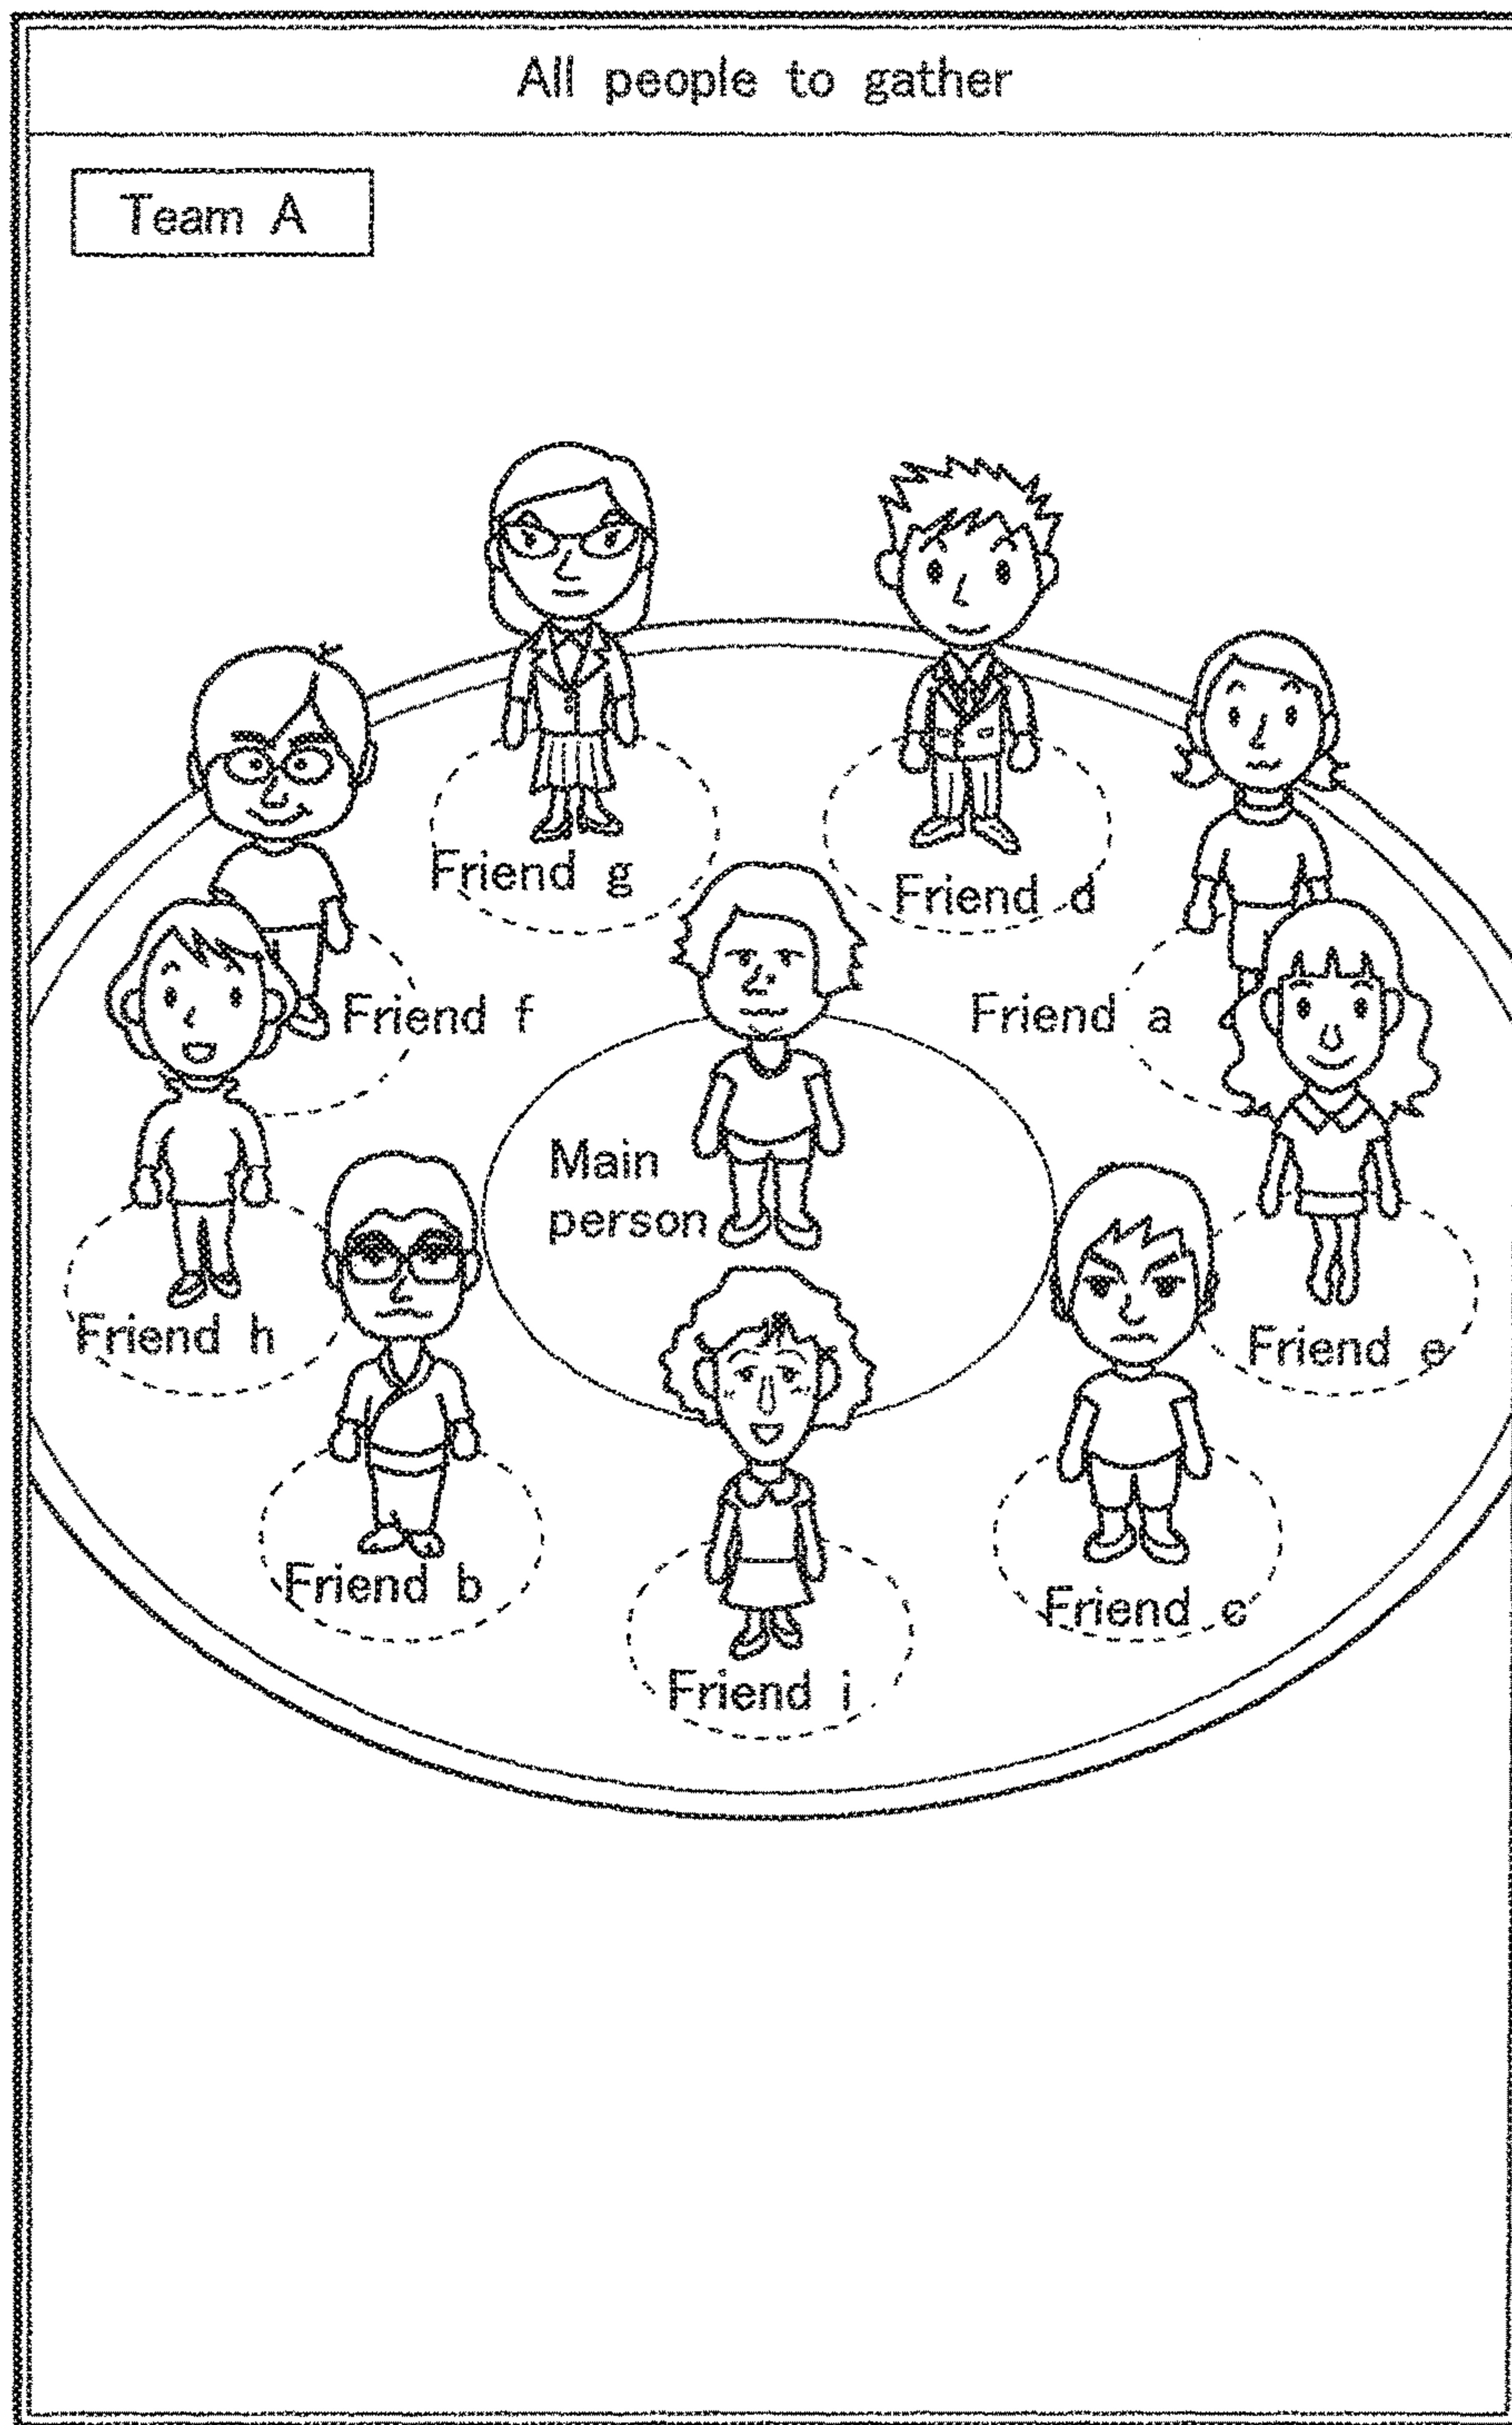 All people to gather
Team A
Friend g
Friend d
Friend f
Friend a
Main
person
Friend h
Friend e
Friend b
Friend c
Friend i